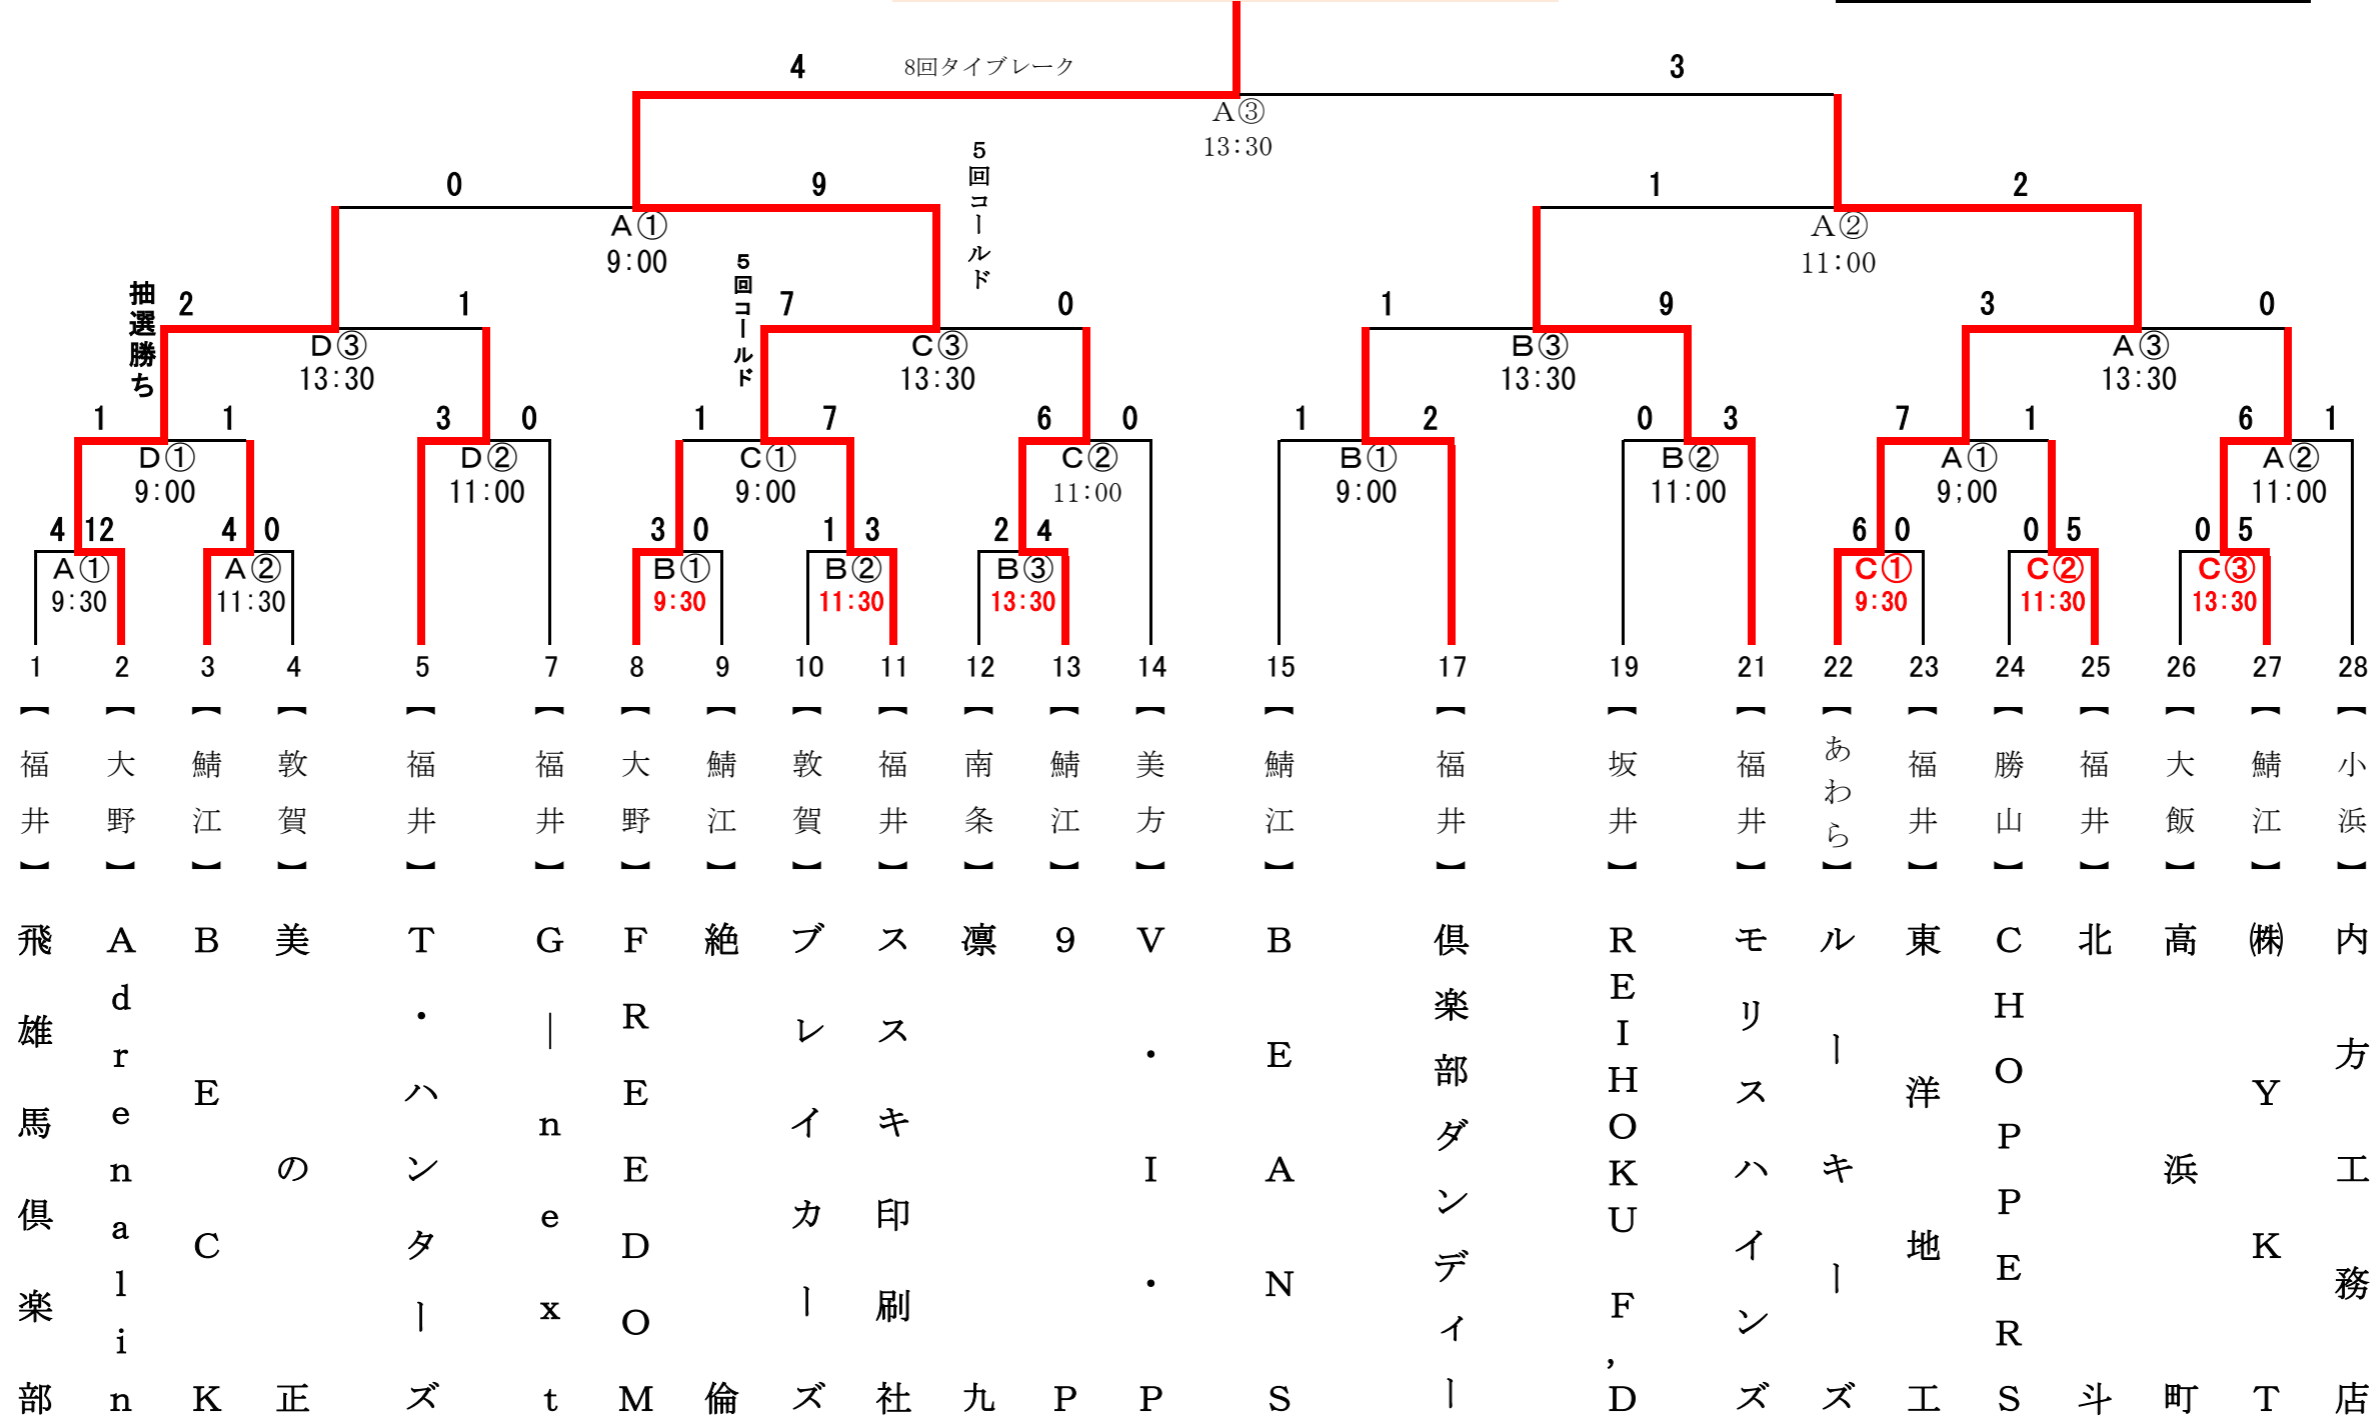 4 8回タイブレーク 3
A③
13:30
0 9 5回コールド 1 2
A① A②
9:00 11:00
抽選勝ち 2 1 5回コールド 7 0 1 9 3 0
D③ C③ B③ A③
13:30 13:30 13:30 13:30
1 1 3 0 1 7 6 0 1 2 0 3 7 1 6 1
D① D② C① C② B① B② A① A②
9:00 11:00 9:00 11:00 9:00 11:00 9;00 11:00
4 12 4 0 3 0 1 3 2 4 6 0 0 5 0 5
A① A② B① B② B③ C① C② C③
9:30 11:30 9:30 11:30 13:30 9:30 11:30 13:30
1 【福井】 飛雄馬倶楽部
2 【大野】 Adrenalin
3 【鯖江】 BECK
4 【敦賀】 美の正
5 【福井】 T・ハンターズ
7 【福井】 G|next
8 【大野】 FREEDOM
9 【鯖江】 絶倫
10 【敦賀】 ブレイカーズ
11 【福井】 ススキ印刷社
12 【南条】 凛九
13 【鯖江】 9P
14 【美方】 V・I・P
15 【鯖江】 BEANS
17 【福井】 倶楽部ダンディー
19 【坂井】 REIHOKU F,D
21 【福井】 モリスハインズ
22 【あわら】 ルーキーズ
23 【福井】 東洋地工
24 【勝山】 CHOPPERS
25 【福井】 北斗
26 【大飯】 高浜町
27 【鯖江】 ㈱YKT
28 【小浜】 内方工務店